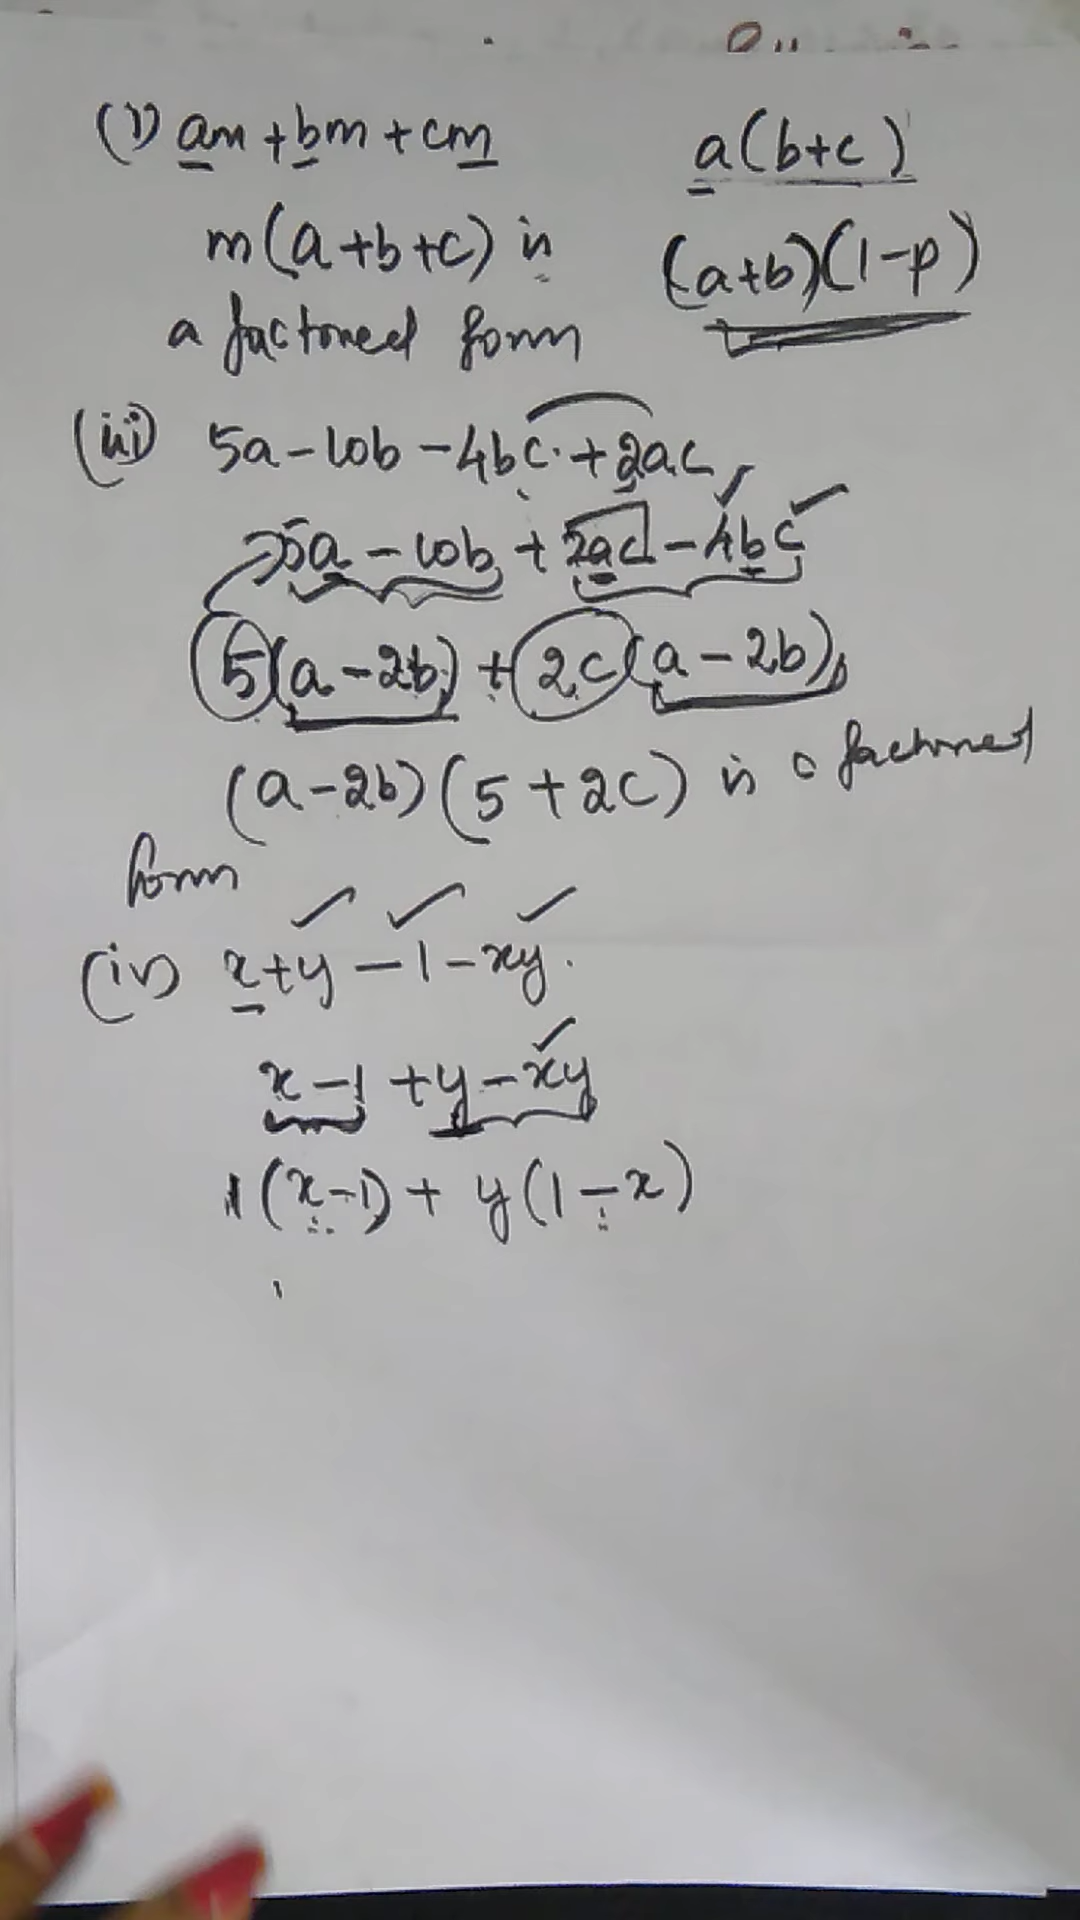 (i) am + bm + cm
a(b+c)
m(a+b+c) is
(a+b)(1-p)
a factored form
(iii) 5a - 10b - 4bc + 2ac
5a - 10b + 2ac - 4bc
5(a-2b) + 2c(a-2b)
(a-2b)(5+2c) is a factored
form
(iv) x+y - 1 - xy.
x - 1 + y - xy
1(x-1) + y(1-x)